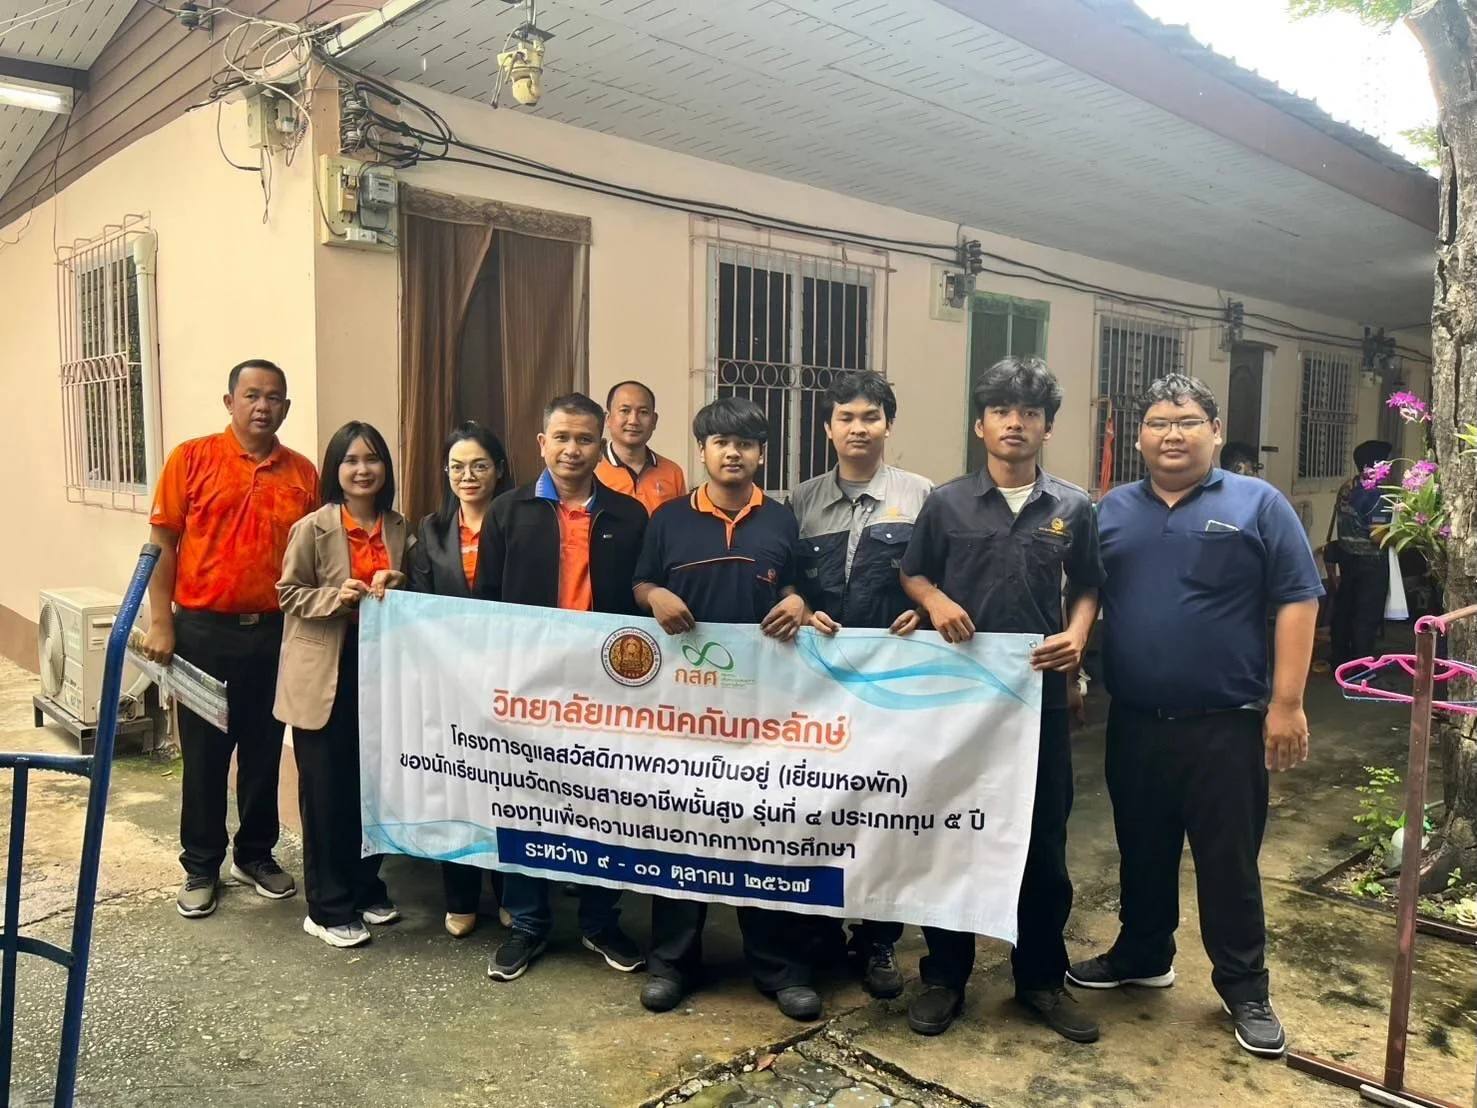 กสศ
วิทยาลัยเทคนิคกันทรลักษ์
โครงการดูแลสวัสดิภาพความเป็นอยู่ (เยี่ยมหอพัก)
ของนักเรียนทุนนวัตกรรมสายอาชีพชั้นสูง รุ่นที่ ๔ ประเภททุน ๕ ปี
กองทุนเพื่อความเสมอภาคทางการศึกษา
ระหว่าง ๙ - ๑๑ ตุลาคม ๒๕๖๗